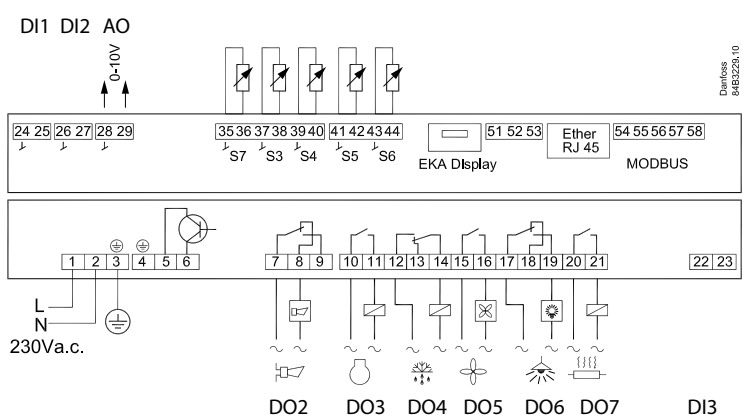 DI1 DI2 AO
0-10V
Danfoss
84B3229.10
24 25 26 27 28 29 35 36 37 38 39 40 41 42 43 44 51 52 53 54 55 56 57 58
S7 S3 S4 S5 S6
EKA Display
Ether
RJ 45
MODBUS
1 2 3 4 5 6 7 8 9 10 11 12 13 14 15 16 17 18 19 20 21 22 23
L
N
230Va.c.
DO2 DO3 DO4 DO5 DO6 DO7 DI3